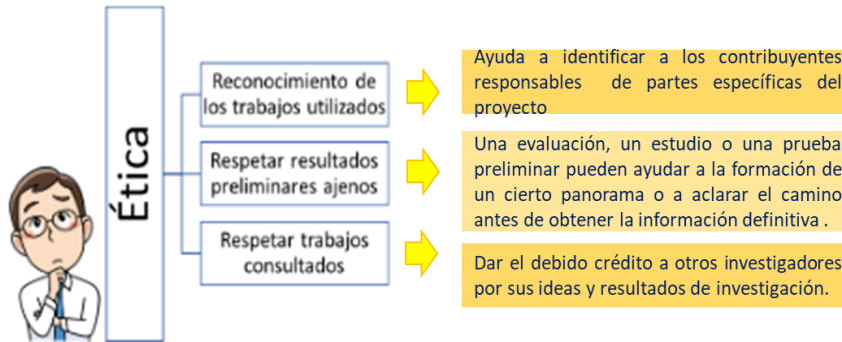 Ética
Reconocimiento de
los trabajos utilizados
Ayuda a identificar a los contribuyentes
responsables de partes específicas del
proyecto
Respetar resultados
preliminares ajenos
Una evaluación, un estudio o una prueba
preliminar pueden ayudar a la formación de
un cierto panorama o a aclarar el camino
antes de obtener la información definitiva .
Respetar trabajos
consultados
Dar el debido crédito a otros investigadores
por sus ideas y resultados de investigación.